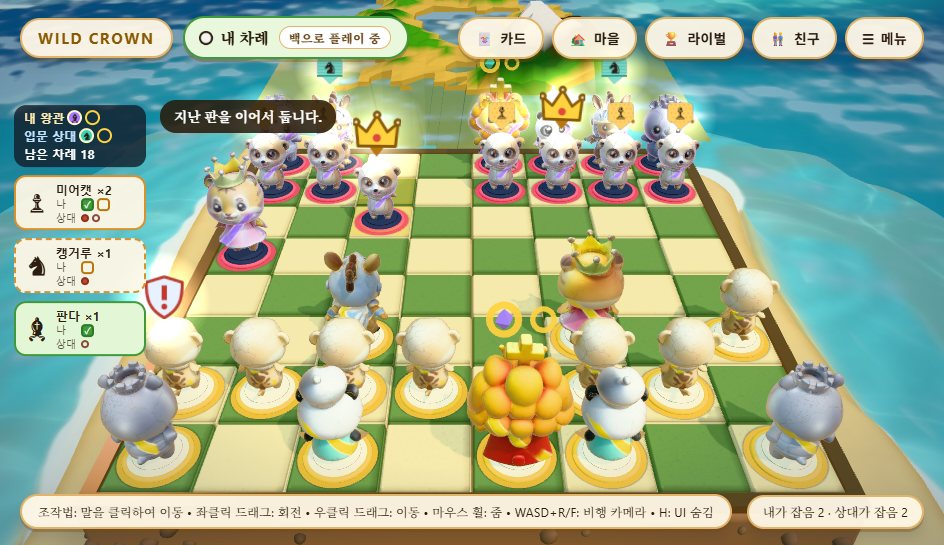 WILD CROWN
내 차례
백으로 플레이 중
카드
마을
라이벌
친구
메뉴
내 왕관
입문 상대
남은 차례 18
지난 판을 이어서 둡니다.
미어캣 ×2
나
상대
캥거루 ×1
나
상대
판다 ×1
나
상대
조작법: 말을 클릭하여 이동 • 좌클릭 드래그: 회전 • 우클릭 드래그: 이동 • 마우스 휠: 줌 • WASD+R/F: 비행 카메라 • H: UI 숨김
내가 잡음 2 · 상대가 잡음 2